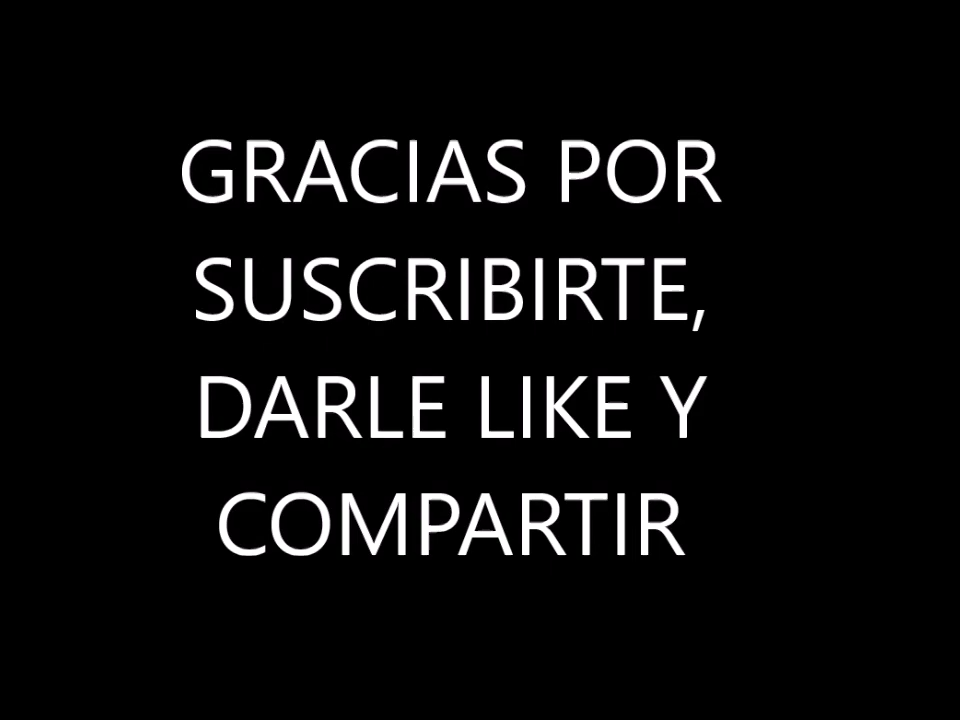 GRACIAS POR
SUSCRIBIRTE,
DARLE LIKE Y
COMPARTIR